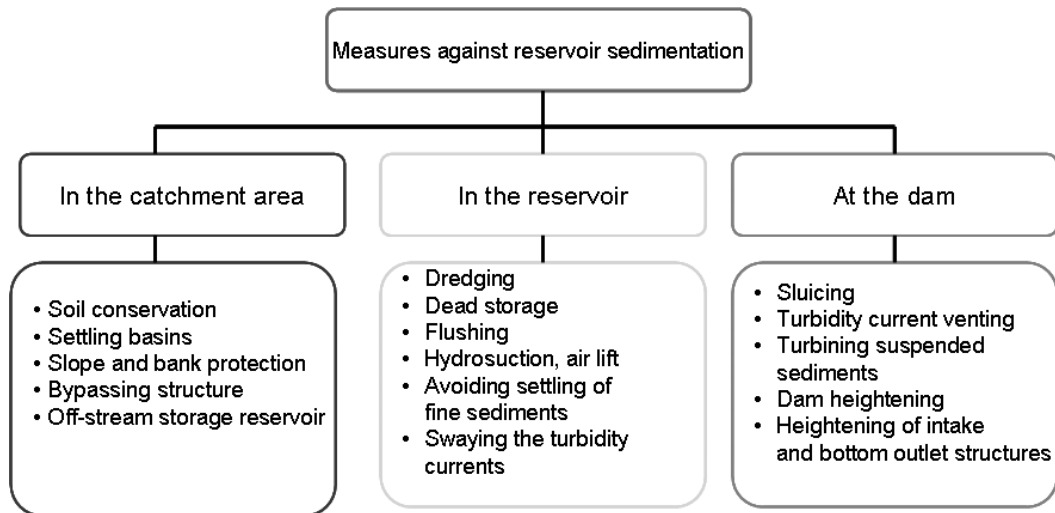 Measures against reservoir sedimentation
In the catchment area
• Soil conservation
• Settling basins
• Slope and bank protection
• Bypassing structure
• Off-stream storage reservoir
In the reservoir
• Dredging
• Dead storage
• Flushing
• Hydrosuction, air lift
• Avoiding settling of
fine sediments
• Swaying the turbidity
currents
At the dam
• Sluicing
• Turbidity current venting
• Turbining suspended
sediments
• Dam heightening
• Heightening of intake
and bottom outlet structures